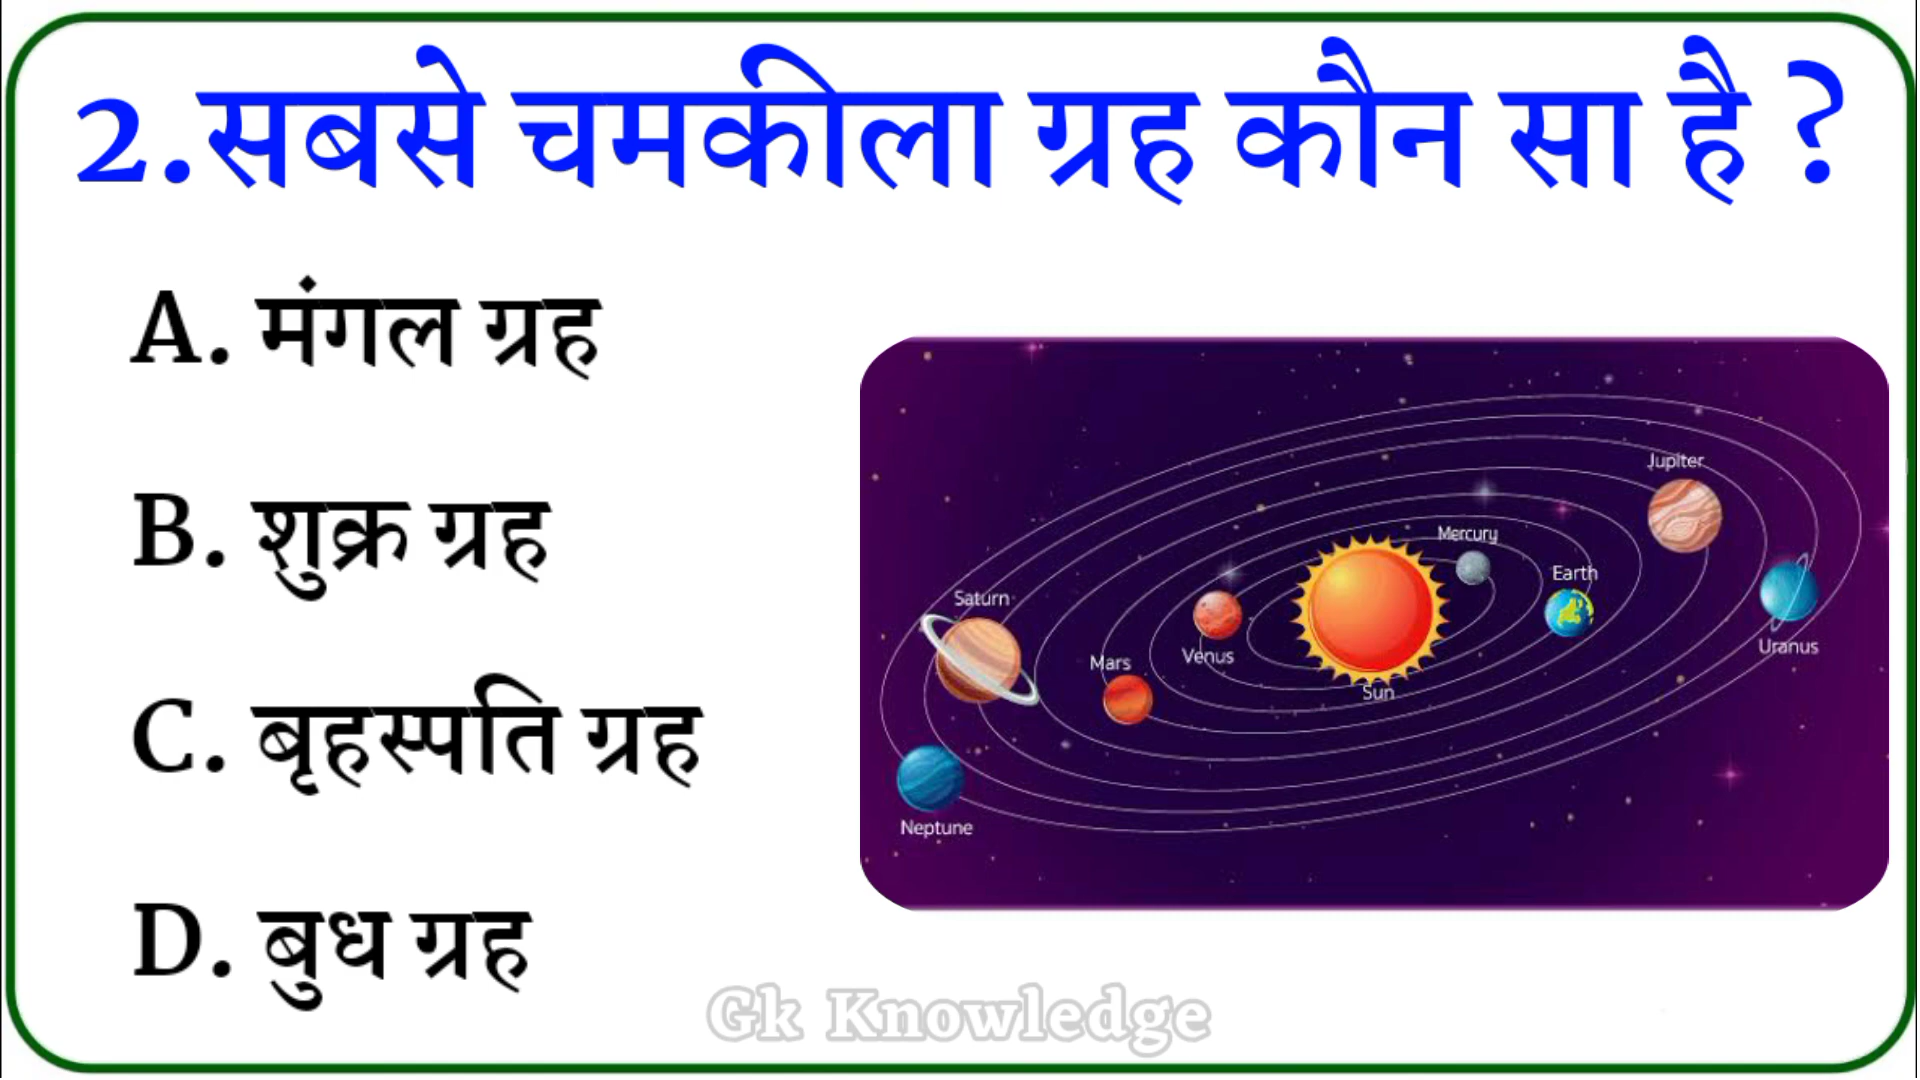 2.सबसे चमकीला ग्रह कौन सा है ?
A. मंगल ग्रह
B. शुक्र ग्रह
C. बृहस्पति ग्रह
D. बुध ग्रह
Jupiter
Mercury
Earth
Saturn
Uranus
Venus
Mars
Sun
Neptune
Gk Knowledge